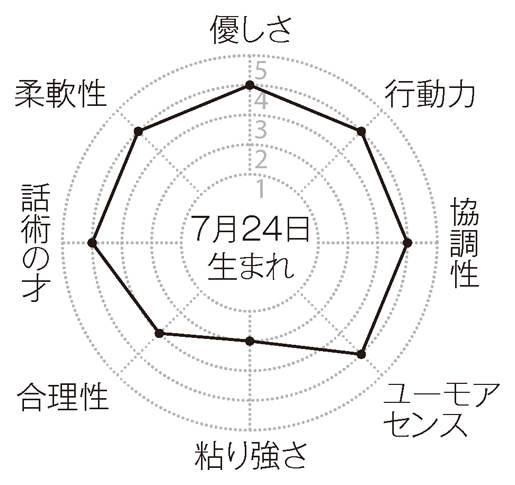 優しさ
柔軟性
行動力
5
4
3
2
1
話術の才
7月24日
生まれ
協調性
合理性
ユーモア
センス
粘り強さ